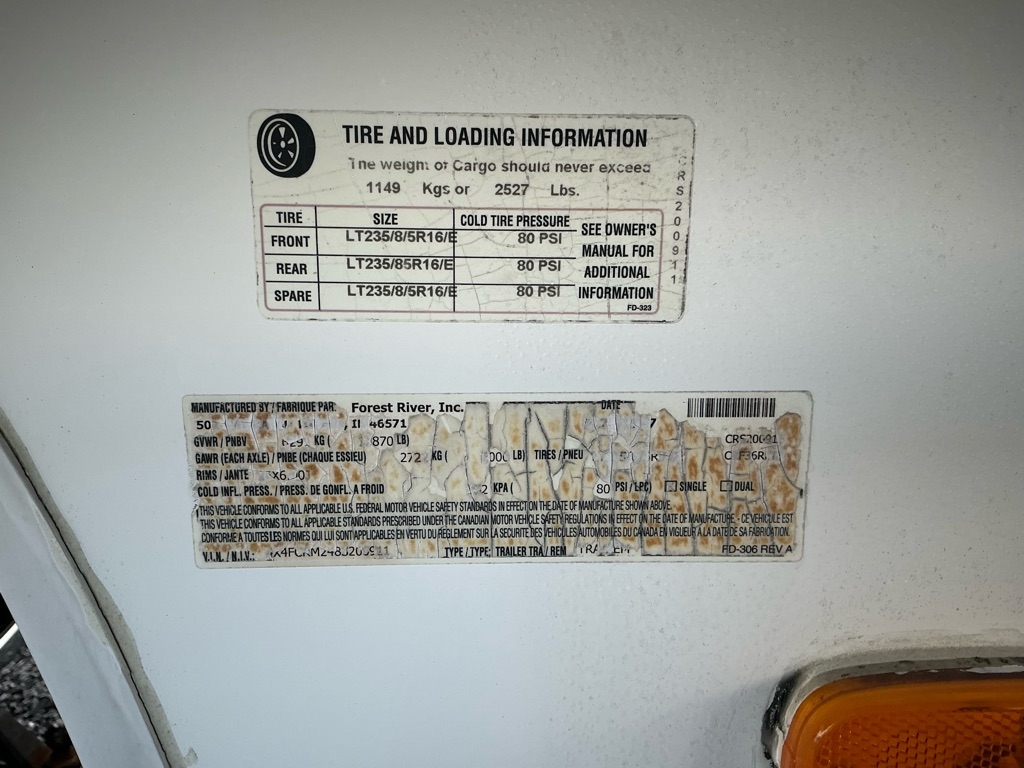 TIRE AND LOADING INFORMATION
The weight of Cargo should never exceed
1149 Kgs or 2527 Lbs.
TIRE SIZE COLD TIRE PRESSURE
FRONT LT235/8/5R16/E 80 PSI
REAR LT235/85R16/E 80 PSI
SPARE LT235/8/5R16/E 80 PSI
SEE OWNER'S
MANUAL FOR
ADDITIONAL
INFORMATION
FD-323
CRS200911
MANUFACTURED BY / FABRIQUE PAR: Forest River, Inc. DATE
50 46571 7
GVWR / PNBV KG ( 870 LB)
GAWR (EACH AXLE) / PNBE (CHAQUE ESSIEU) 272 KG ( LB) TIRES / PNEU
RIMS / JANTE
COLD INFL. PRESS. / PRESS. DE GONFL. A FROID KPA ( 80 PSI / LPC) SINGLE DUAL
THIS VEHICLE CONFORMS TO ALL APPLICABLE U.S. FEDERAL MOTOR VEHICLE SAFETY STANDARDS IN EFFECT ON THE DATE OF MANUFACTURE SHOWN ABOVE.
THIS VEHICLE CONFORMS TO ALL APPLICABLE STANDARDS PRESCRIBED UNDER THE CANADIAN MOTOR VEHICLE SAFETY REGULATIONS IN EFFECT ON THE DATE OF MANUFACTURE - CE VEHICULE EST
CONFORME A TOUTES LES NORMES QUI LUI SONT APPLICABLES EN VERTU DU REGLEMENT SUR LA SECURITE DES VEHICULES AUTOMOBILES DU CANADA EN VIGUEUR A LA DATE DE SA FABRICATION.
V.I.N. / N.I.V.: TYPE / TYPE: TRAILER TRA / REM FD-306 REV A